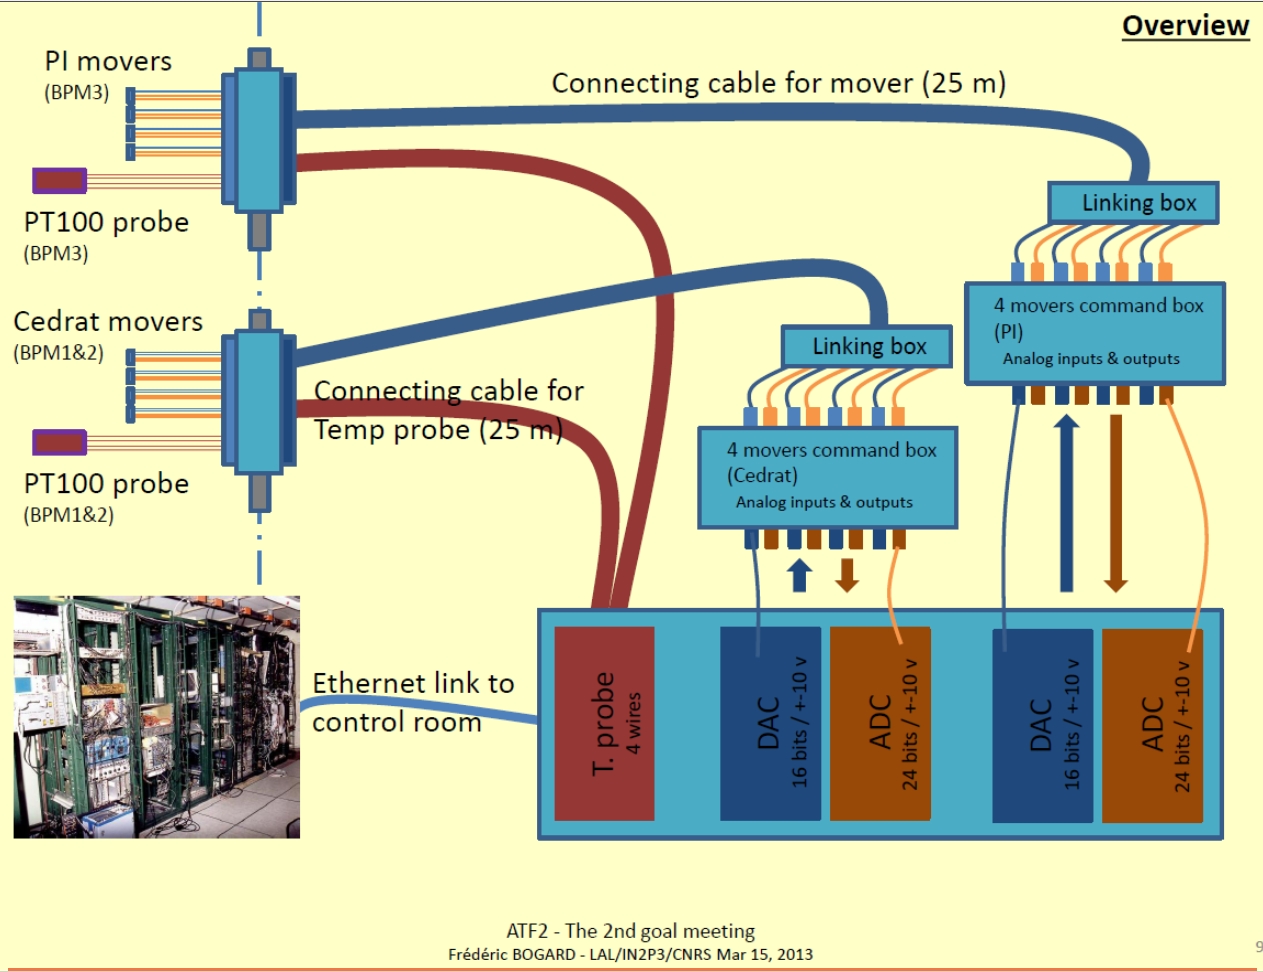 Overview
PI movers
(BPM3)
Connecting cable for mover (25 m)
PT100 probe
(BPM3)
Linking box
4 movers command box
(PI)
Analog inputs & outputs
Cedrat movers
(BPM1&2)
Linking box
Connecting cable for
Temp probe (25 m)
4 movers command box
(Cedrat)
Analog inputs & outputs
PT100 probe
(BPM1&2)
Ethernet link to
control room
T. probe
4 wires
DAC
16 bits / +-10 v
ADC
24 bits / +-10 v
DAC
16 bits / +-10 v
ADC
24 bits / +-10 v
ATF2 - The 2nd goal meeting
Frédéric BOGARD - LAL/IN2P3/CNRS Mar 15, 2013
9